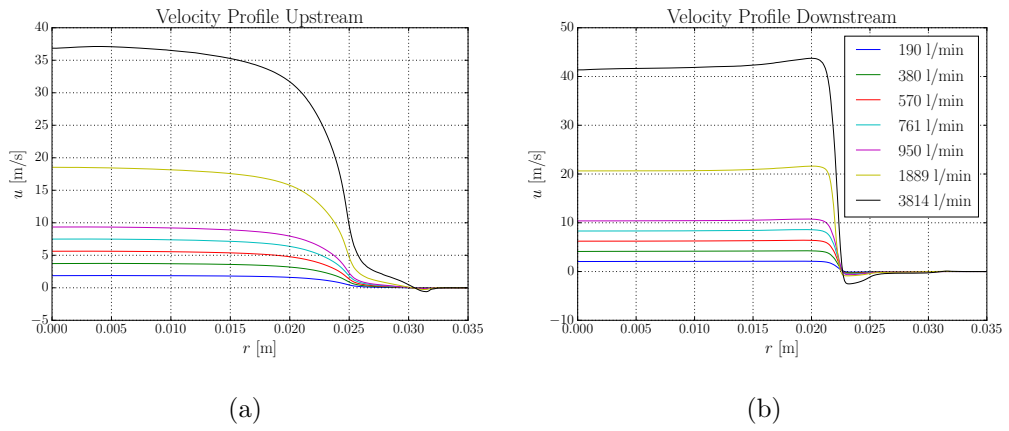 Velocity Profile Upstream
40
35
30
25
20
15
10
5
0
−5
u [m/s]
0.000 0.005 0.010 0.015 0.020 0.025 0.030 0.035
r [m]
(a)
Velocity Profile Downstream
50
40
30
20
10
0
−10
u [m/s]
190 l/min
380 l/min
570 l/min
761 l/min
950 l/min
1889 l/min
3814 l/min
0.000 0.005 0.010 0.015 0.020 0.025 0.030 0.035
r [m]
(b)